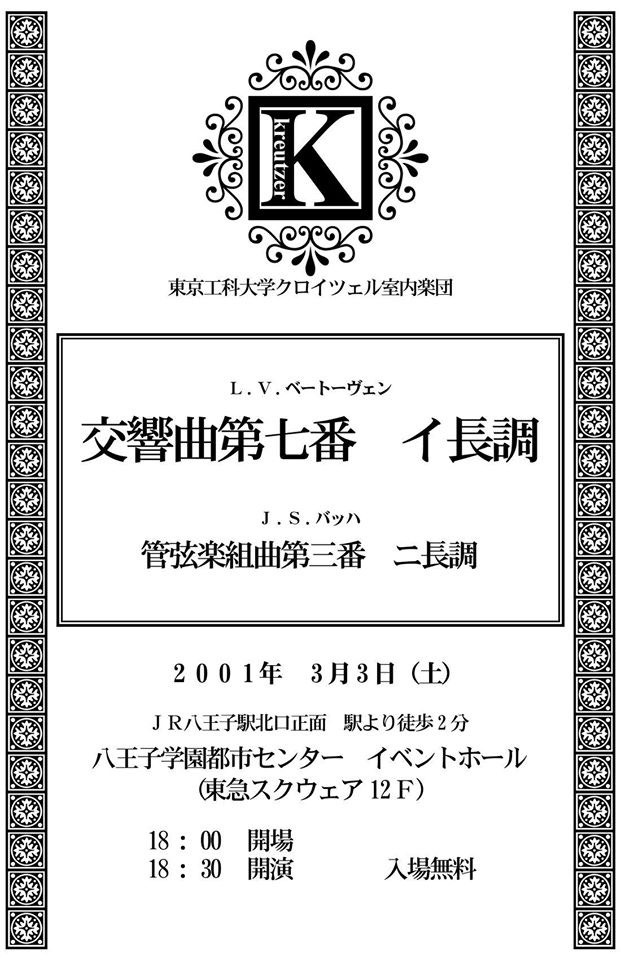 K
kreutzer
東京工科大学クロイツェル室内楽団
L.V.ベートーヴェン
交響曲第七番　イ長調
J.S.バッハ
管弦楽組曲第三番　ニ長調
2001年　3月3日（土）
JR八王子駅北口正面　駅より徒歩2分
八王子学園都市センター　イベントホール
（東急スクウェア12F）
18：00　開場
18：30　開演　　　入場無料